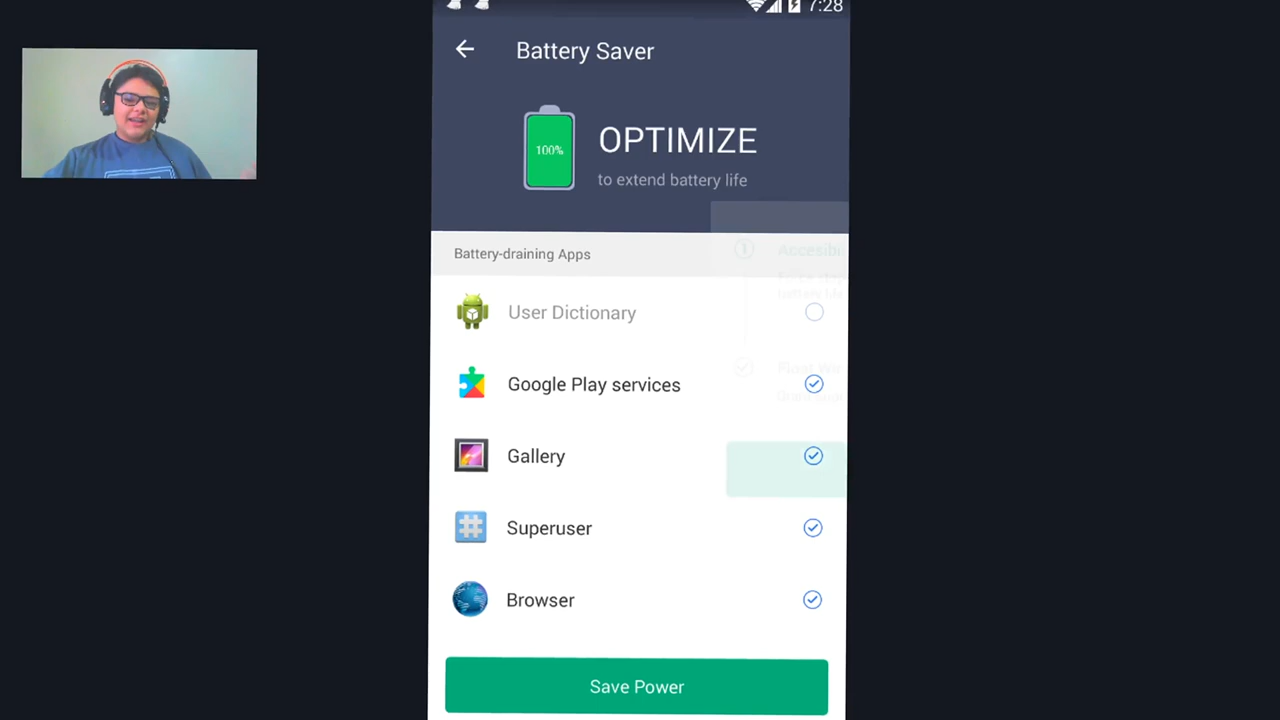 7:28
Battery Saver
100%
OPTIMIZE
to extend battery life
Battery-draining Apps
Accesibi
User Dictionary
Google Play services
Gallery
Superuser
Browser
Save Power